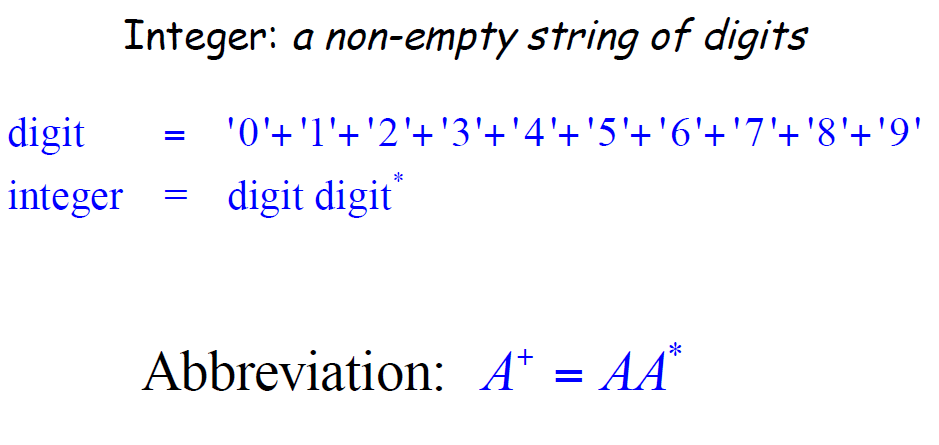 Integer: a non-empty string of digits
digit = '0'+'1'+'2'+'3'+'4'+'5'+'6'+'7'+'8'+'9'
integer = digit digit*
Abbreviation: A⁺ = AA*